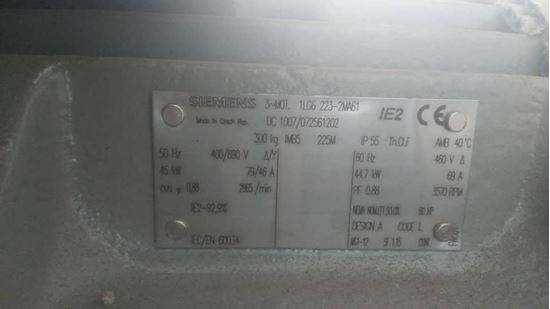 SIEMENS 3-MOT. 1LG6 223-2MA61 IE2 CE
Made in Czech Rep. UC 1007/072561202
300 kg IM B5 225M IP 55 Th.Cl.F AMB 40°C
50 Hz 400/690 V Δ/Y 60 Hz 460 V Δ
45 kW 79/46 A 44.7 kW 69 A
cos φ 0,88 2965/min PF 0.88 3570 RPM
IE2-92,9% NEMA NOM.EFF 93.0% 60 HP
DESIGN A CODE L
IEC/EN 60034 MG1-12 SF 1.15 CONT